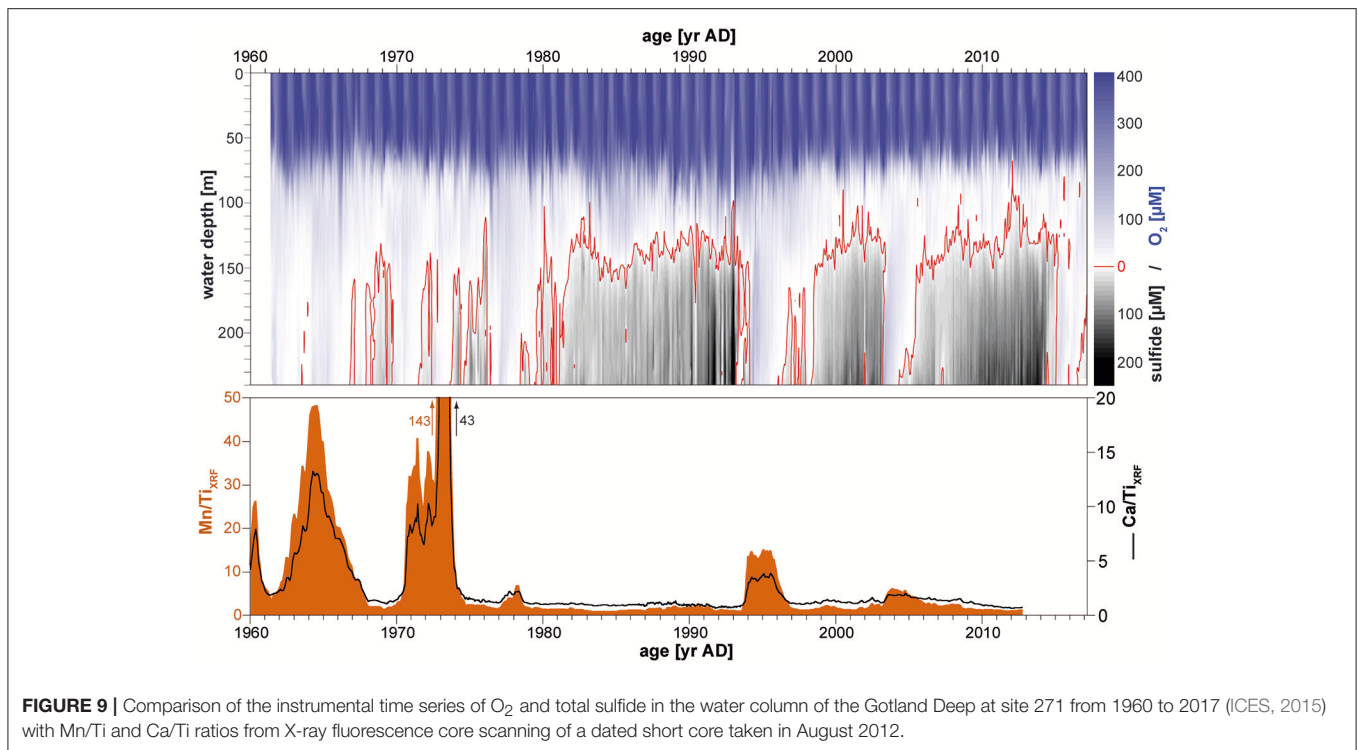 age [yr AD]
1960 1970 1980 1990 2000 2010
water depth [m]
0
50
100
150
200
400
300
200
100
0
100
200
sulfide [µM] / O2 [µM]
Mn/TiXRF
50
40
30
20
10
0
143
43
20
15
10
5
0
Ca/TiXRF
1960 1970 1980 1990 2000 2010
age [yr AD]
FIGURE 9 | Comparison of the instrumental time series of O2 and total sulfide in the water column of the Gotland Deep at site 271 from 1960 to 2017 (ICES, 2015)
with Mn/Ti and Ca/Ti ratios from X-ray fluorescence core scanning of a dated short core taken in August 2012.